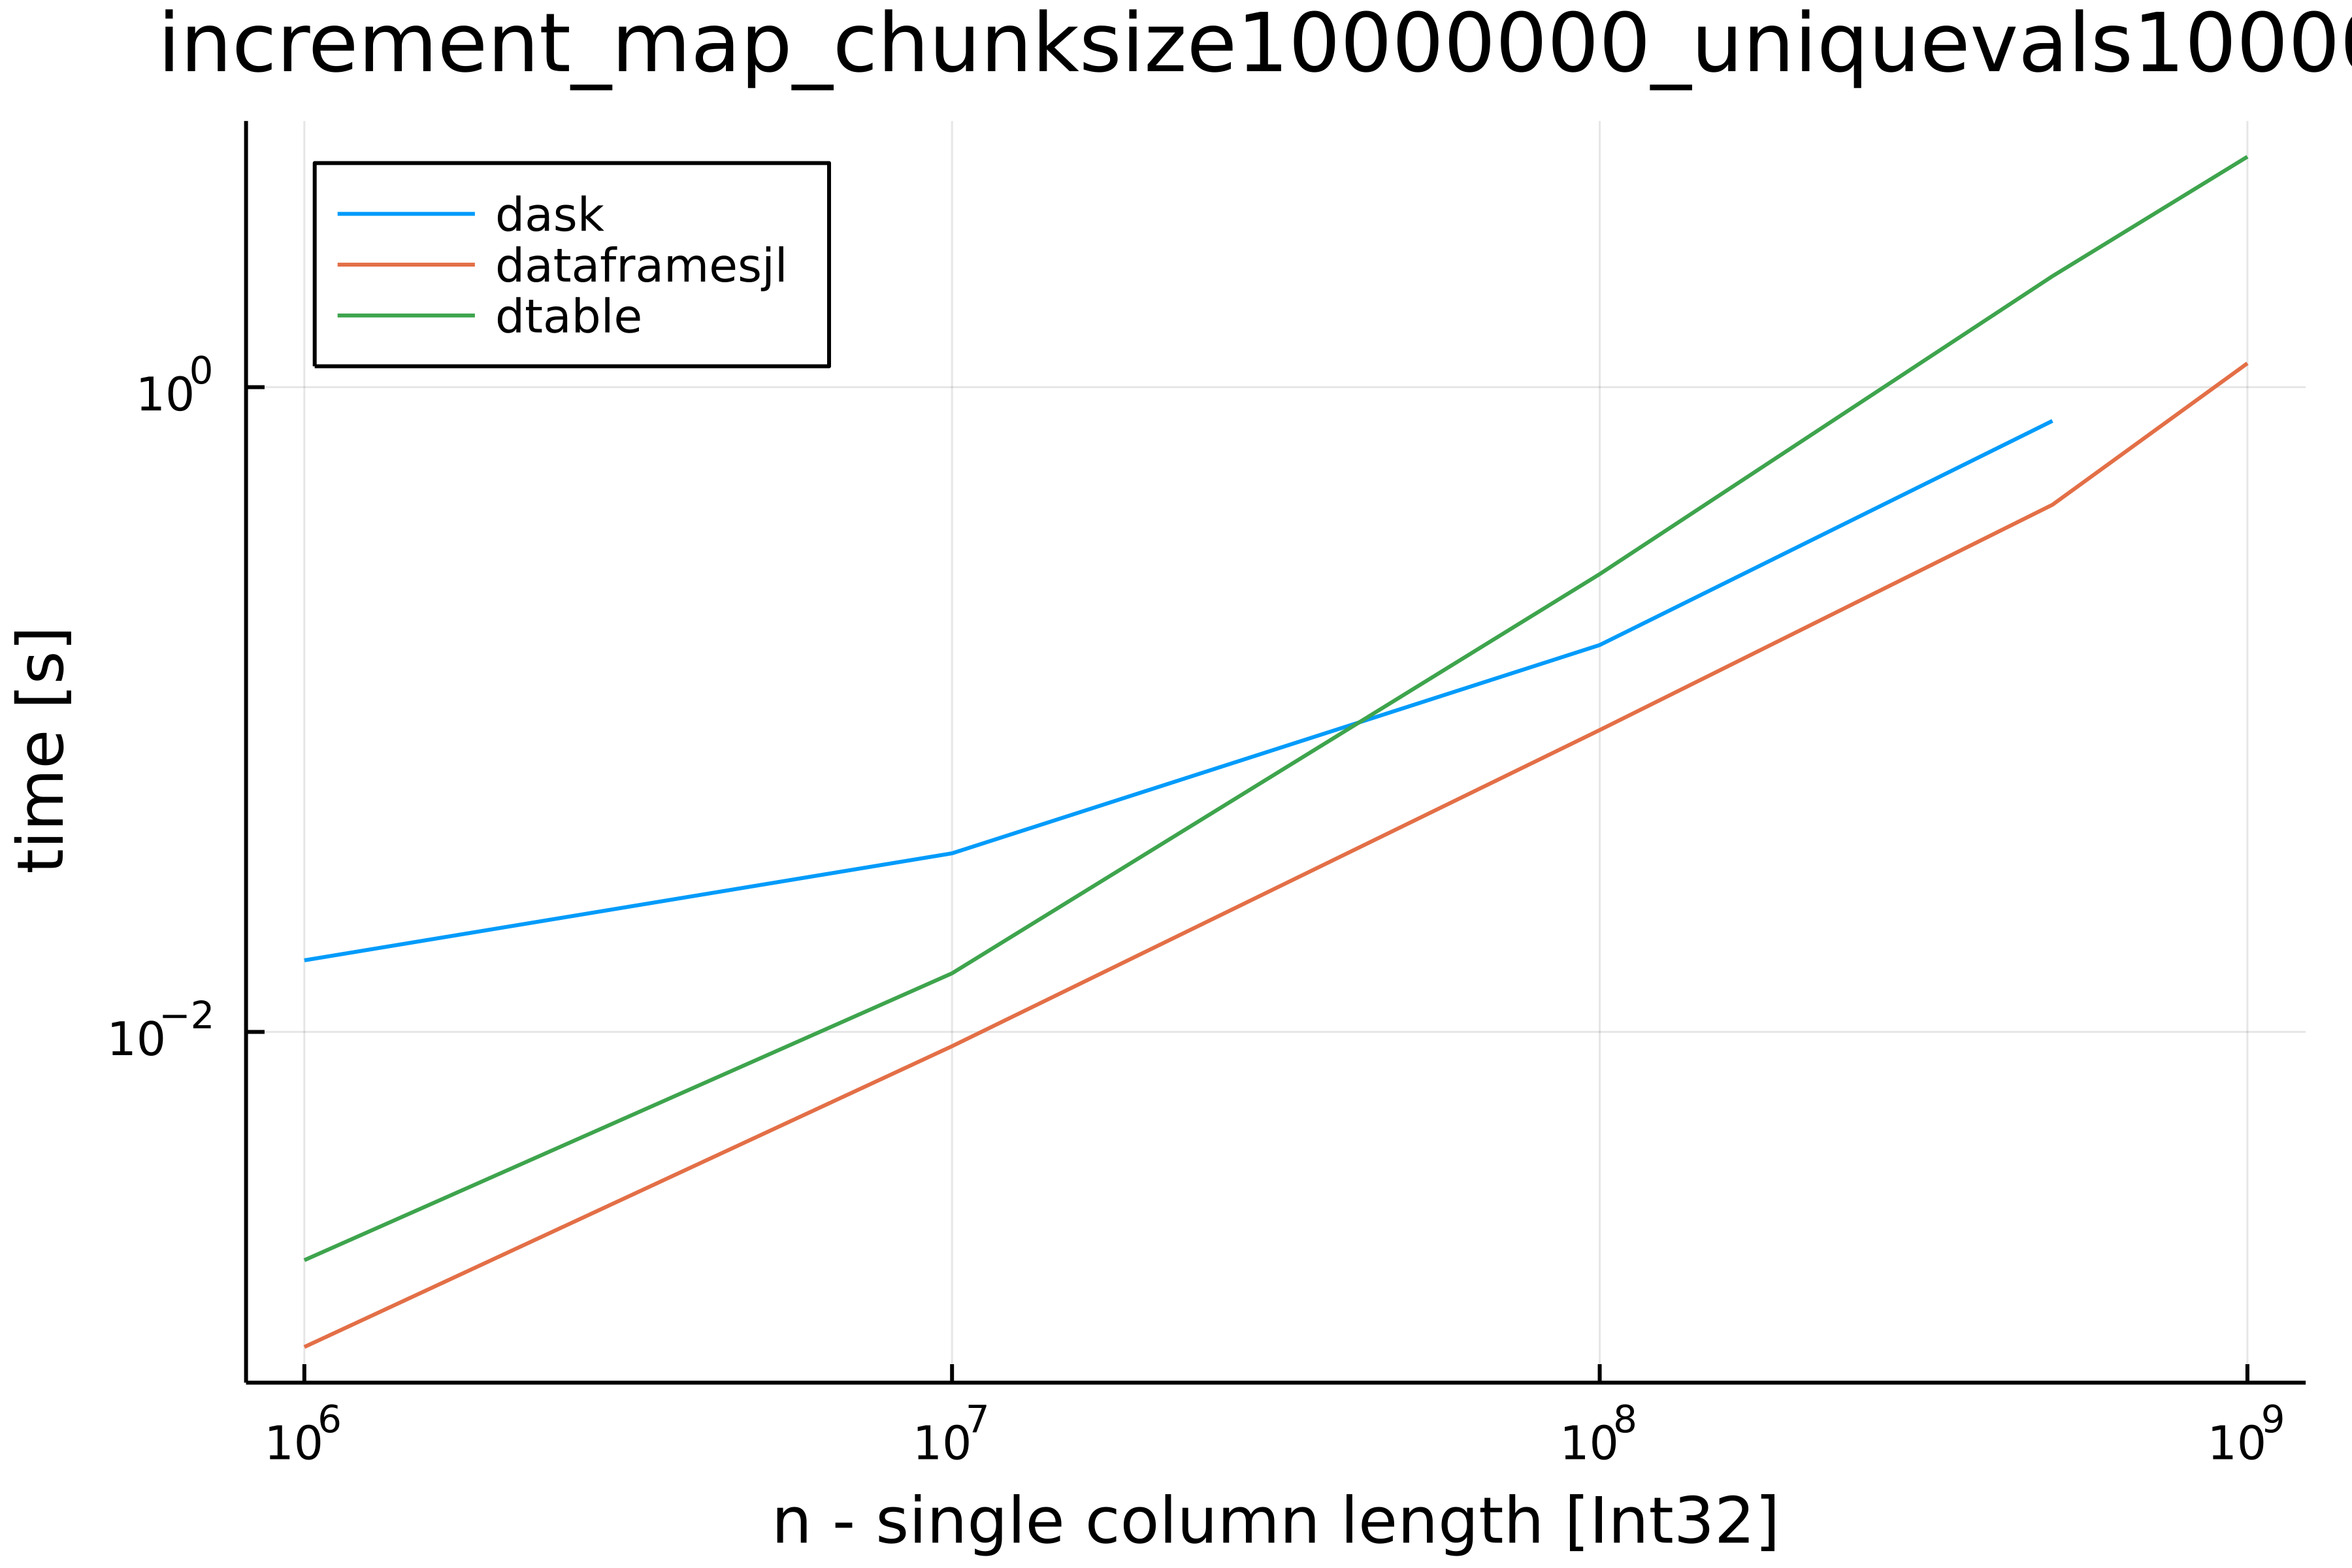 increment_map_chunksize10000000_uniquevals1000
dask
dataframesjl
dtable
10^0
10^-2
time [s]
10^6
10^7
10^8
10^9
n - single column length [Int32]